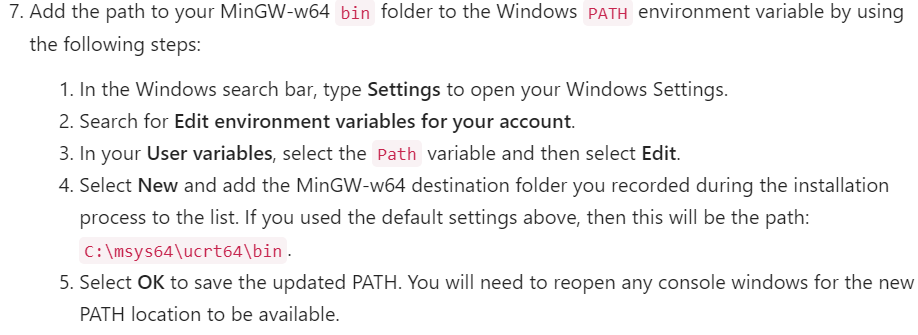 7. Add the path to your MinGW-w64 bin folder to the Windows PATH environment variable by using
the following steps:
1. In the Windows search bar, type Settings to open your Windows Settings.
2. Search for Edit environment variables for your account.
3. In your User variables, select the Path variable and then select Edit.
4. Select New and add the MinGW-w64 destination folder you recorded during the installation
process to the list. If you used the default settings above, then this will be the path:
C:\msys64\ucrt64\bin.
5. Select OK to save the updated PATH. You will need to reopen any console windows for the new
PATH location to be available.